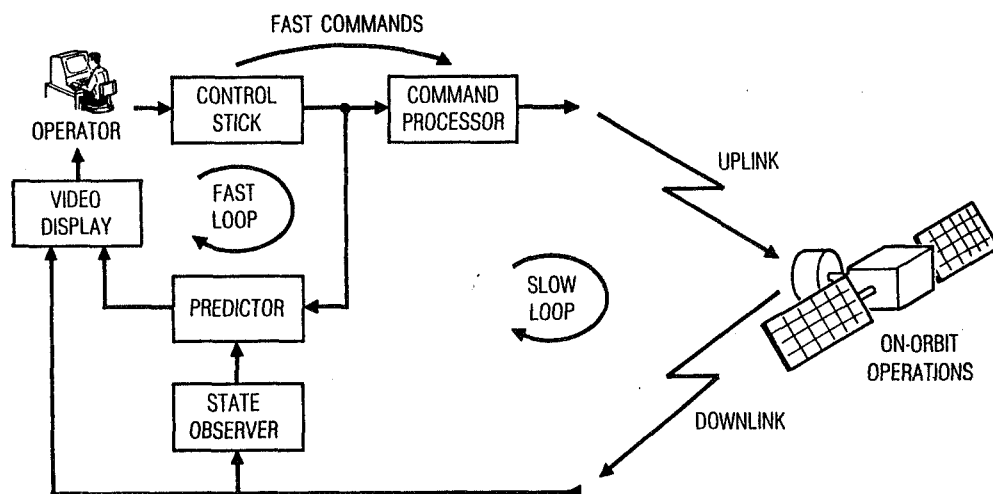 FAST COMMANDS
OPERATOR
CONTROL
STICK
COMMAND
PROCESSOR
UPLINK
VIDEO
DISPLAY
FAST
LOOP
PREDICTOR
SLOW
LOOP
ON-ORBIT
OPERATIONS
STATE
OBSERVER
DOWNLINK